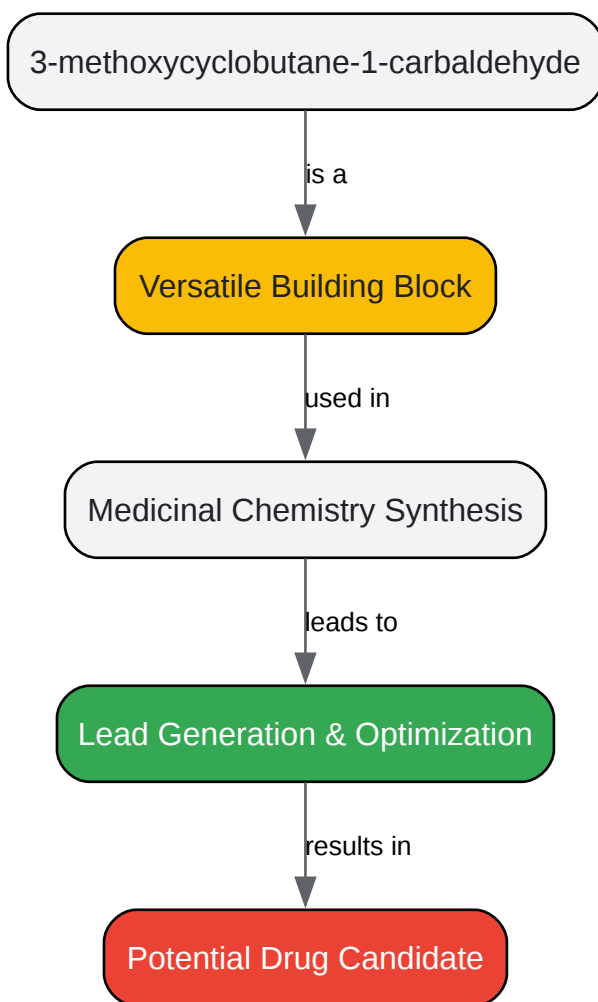 3-methoxycyclobutane-1-carbaldehyde
is a
Versatile Building Block
used in
Medicinal Chemistry Synthesis
leads to
Lead Generation & Optimization
results in
Potential Drug Candidate